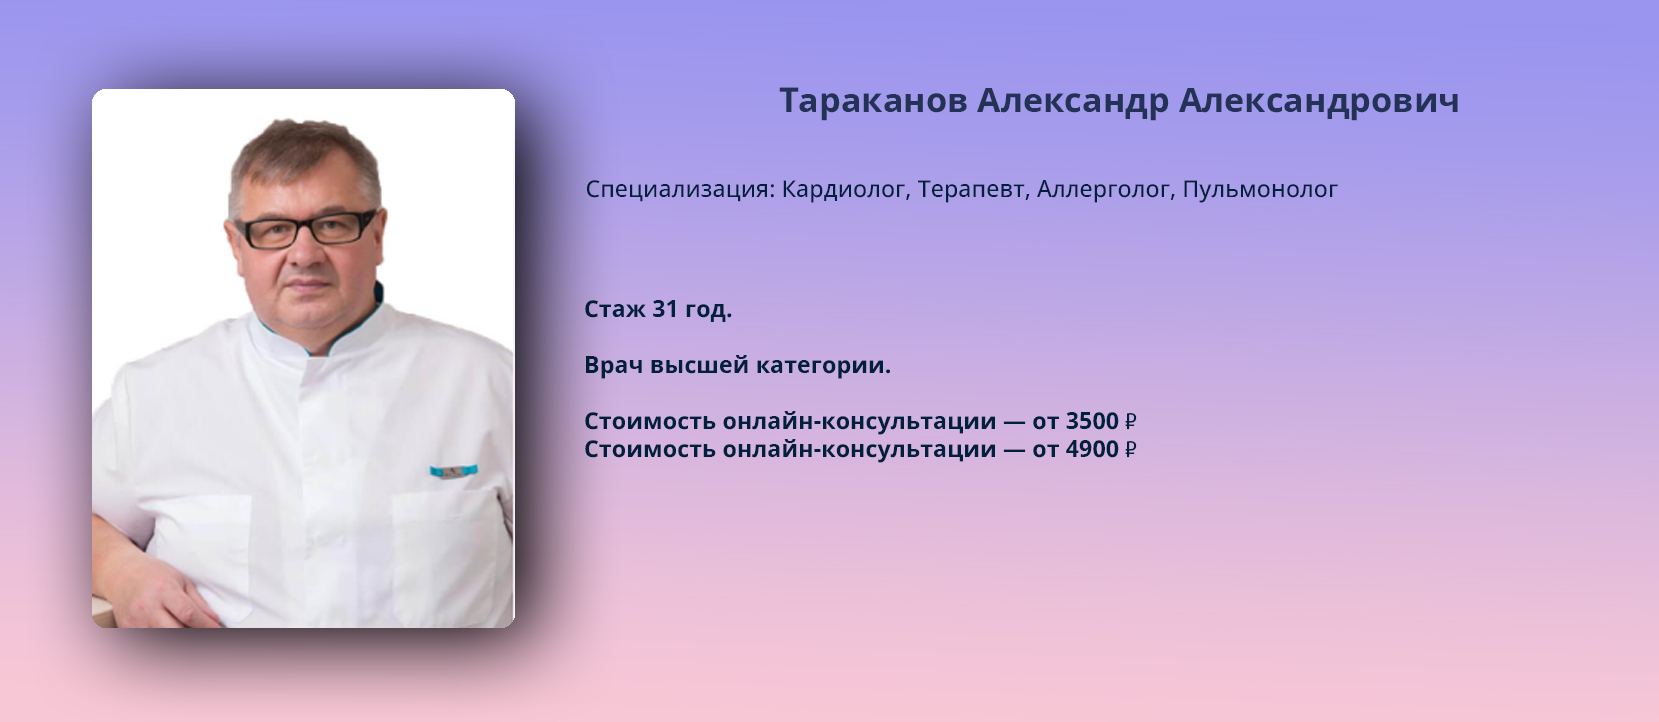 Тараканов Александр Александрович
Специализация: Кардиолог, Терапевт, Аллерголог, Пульмонолог
Стаж 31 год.
Врач высшей категории.
Стоимость онлайн-консультации — от 3500 ₽
Стоимость онлайн-консультации — от 4900 ₽